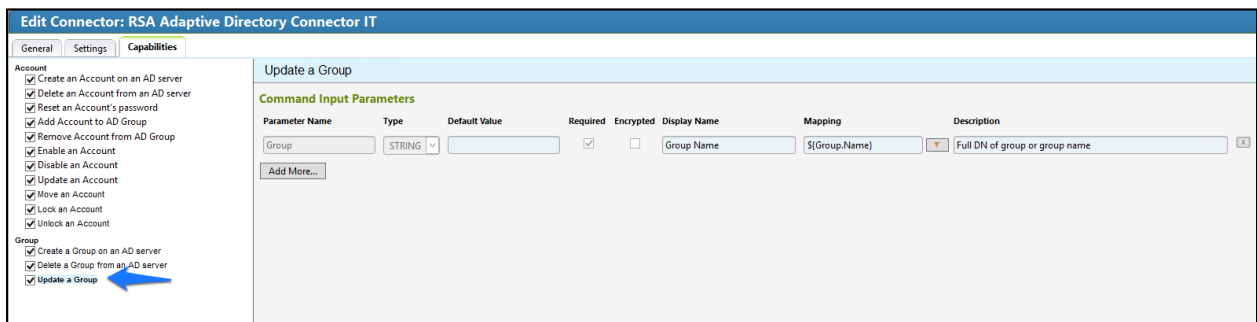 Edit Connector: RSA Adaptive Directory Connector IT
General Settings Capabilities
Account
Create an Account on an AD server
Delete an Account from an AD server
Reset an Account's password
Add Account to AD Group
Remove Account from AD Group
Enable an Account
Disable an Account
Update an Account
Move an Account
Lock an Account
Unlock an Account
Group
Create a Group on an AD server
Delete a Group from an AD server
Update a Group
Update a Group
Command Input Parameters
Parameter Name Type Default Value Required Encrypted Display Name Mapping Description
Group STRING Group Name ${Group.Name} Full DN of group or group name x
Add More...